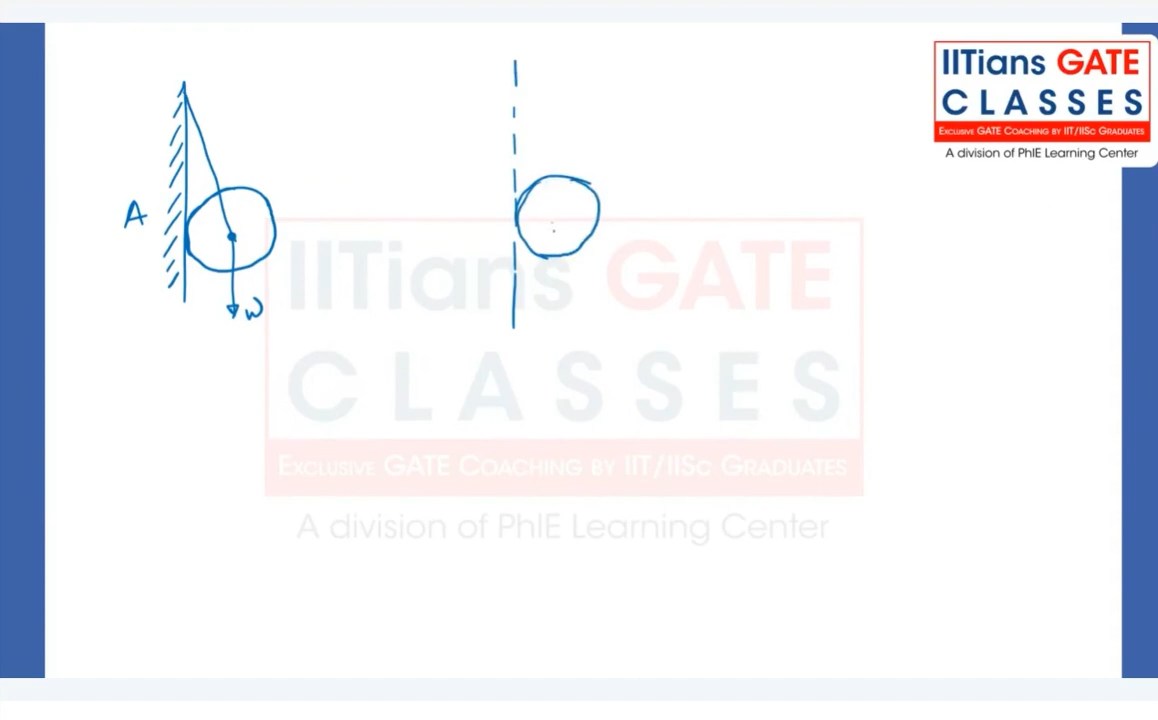 IITians GATE
CLASSES
EXCLUSIVE GATE COACHING BY IIT/IISc GRADUATES
A division of PhIE Learning Center
A
W
IITians GATE
CLASSES
EXCLUSIVE GATE COACHING BY IIT/IISc GRADUATES
A division of PhIE Learning Center